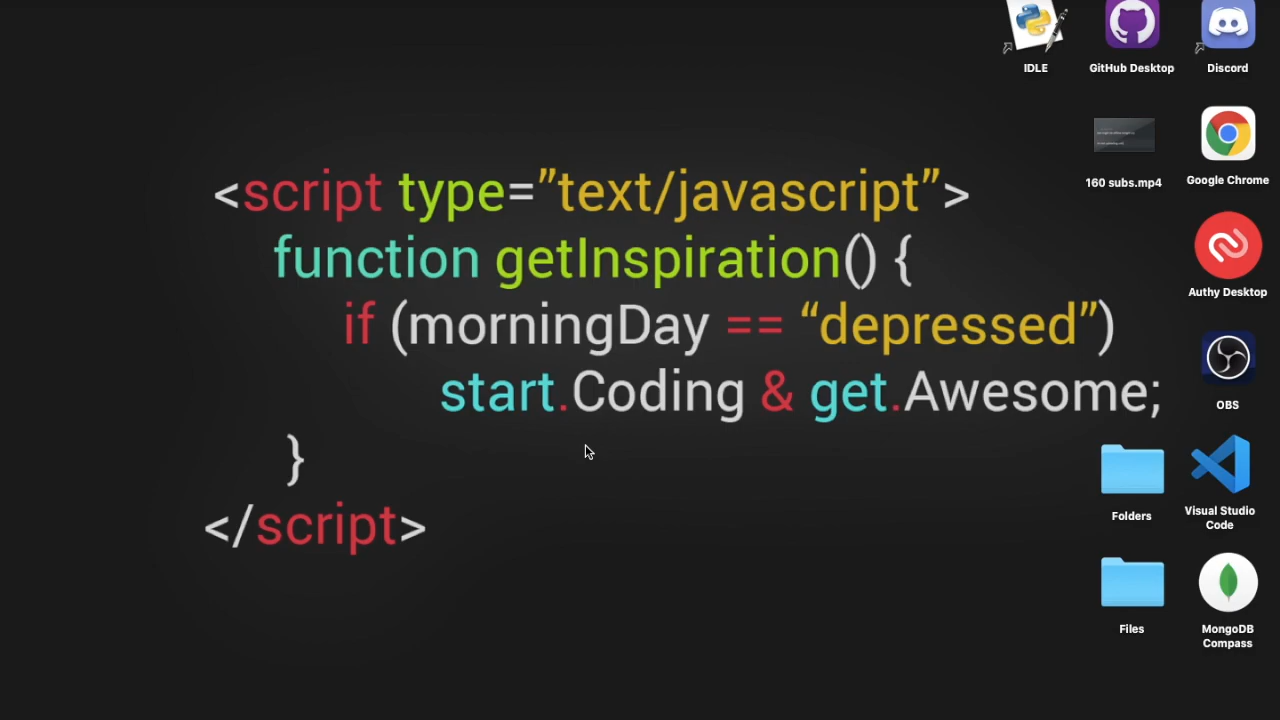 IDLE
GitHub Desktop
Discord
160 subs.mp4
Google Chrome
<script type=”text/javascript”>
function getInspiration() {
if (morningDay == “depressed”)
start.Coding & get.Awesome;
}
</script>
Authy Desktop
OBS
Folders
Visual Studio
Code
Files
MongoDB
Compass